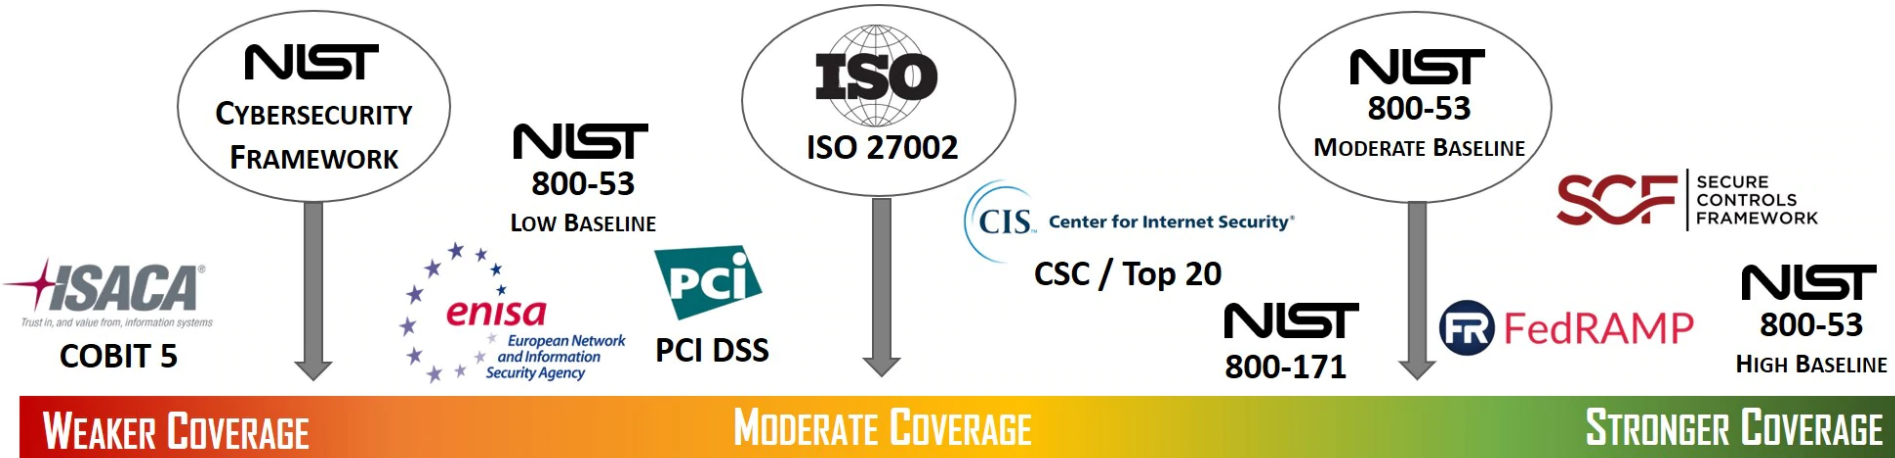 NIST
CYBERSECURITY
FRAMEWORK
NIST
800-53
LOW BASELINE
ISO
ISO 27002
NIST
800-53
MODERATE BASELINE
SCF
SECURE
CONTROLS
FRAMEWORK
CIS™ Center for Internet Security®
CSC / Top 20
ISACA®
Trust in, and value from, information systems
COBIT 5
enisa
European Network
and Information
Security Agency
PCi
PCI DSS
NIST
800-171
FR FedRAMP
NIST
800-53
HIGH BASELINE
WEAKER COVERAGE
MODERATE COVERAGE
STRONGER COVERAGE